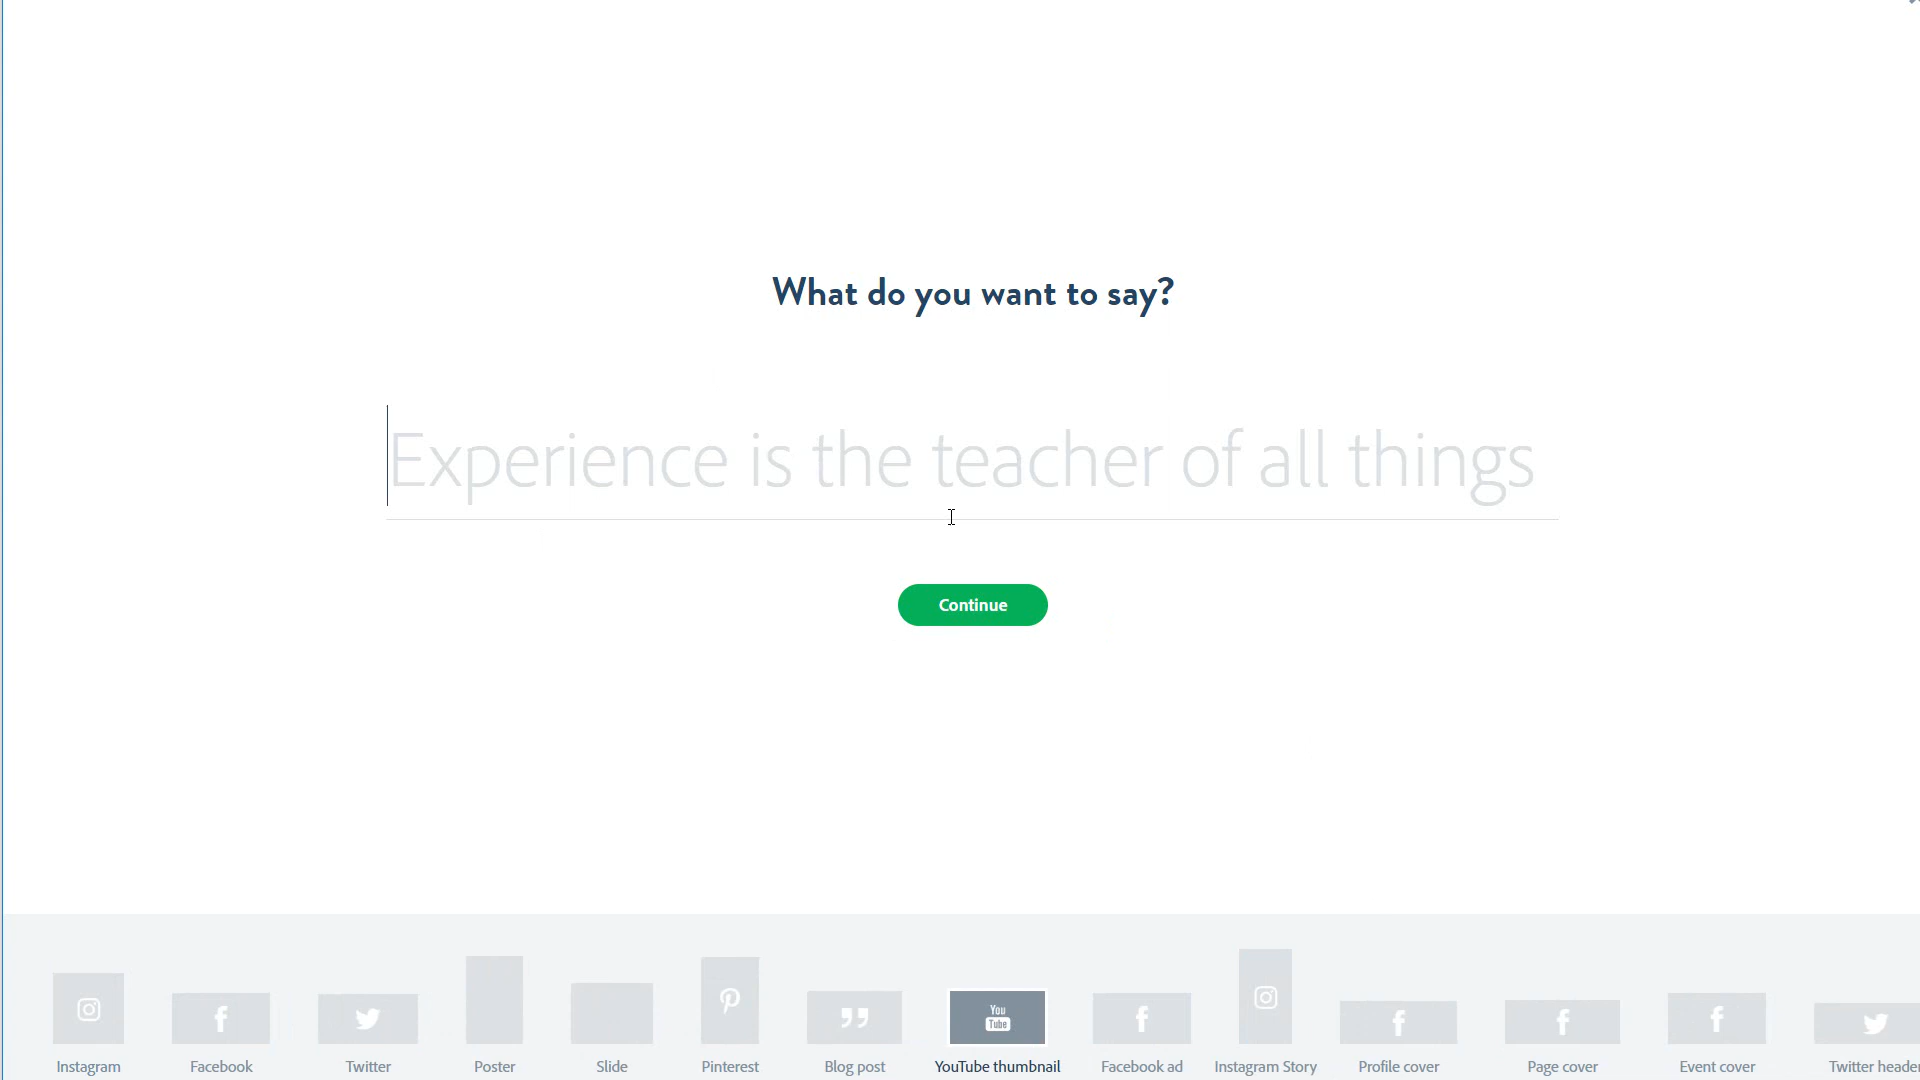 What do you want to say?
Experience is the teacher of all things
Continue
You
Tube
Instagram
Facebook
Twitter
Poster
Slide
Pinterest
Blog post
YouTube thumbnail
Facebook ad
Instagram Story
Profile cover
Page cover
Event cover
Twitter header